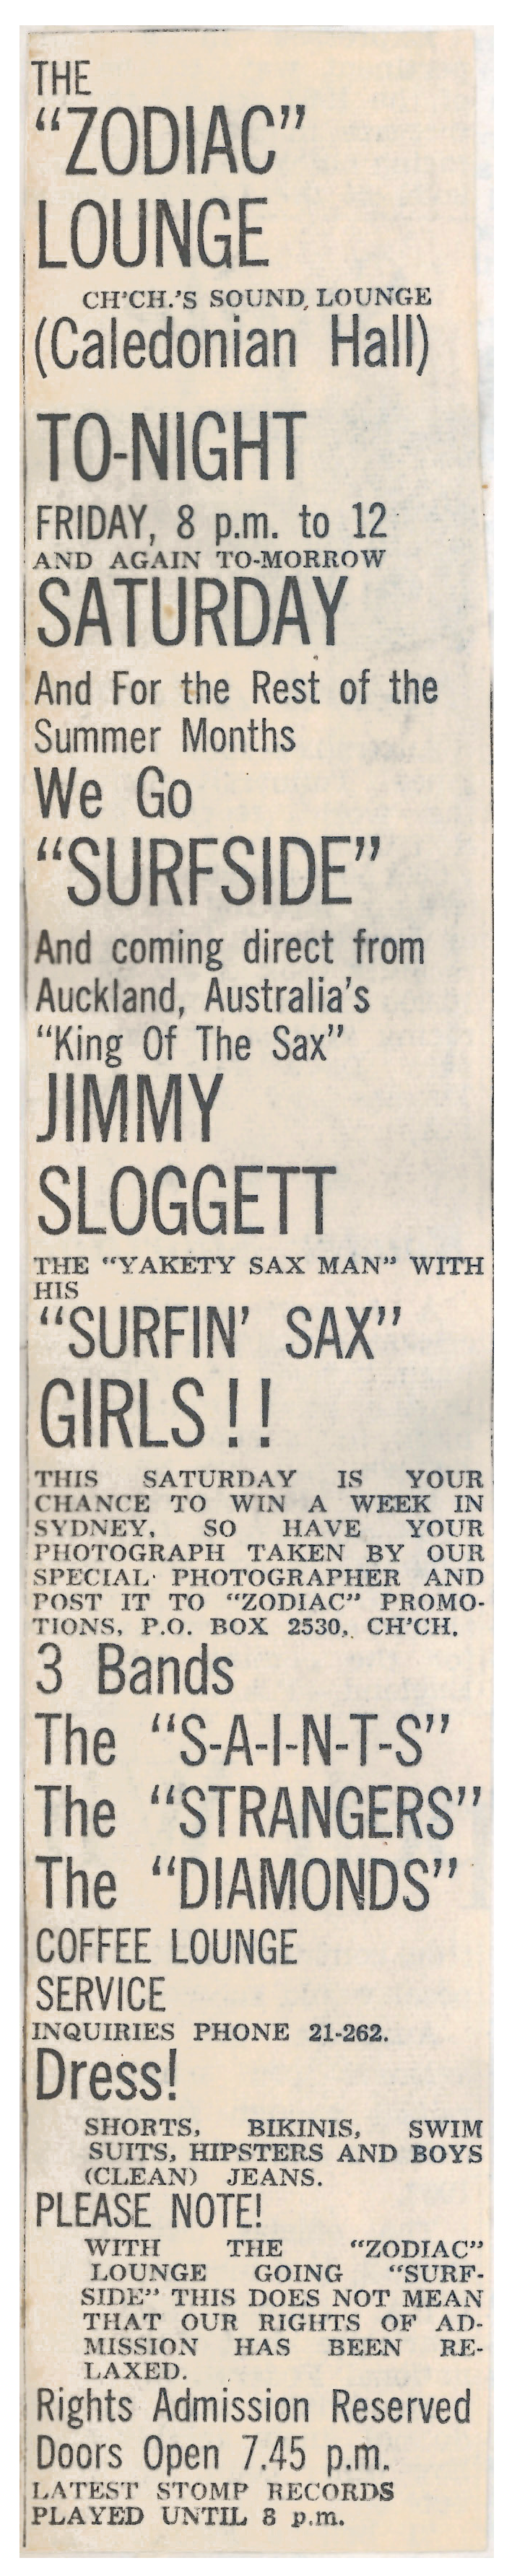 THE
“ZODIAC”
LOUNGE
CH’CH.’S SOUND LOUNGE
(Caledonian Hall)
TO-NIGHT
FRIDAY, 8 p.m. to 12
AND AGAIN TO-MORROW
SATURDAY
And For the Rest of the
Summer Months
We Go
“SURFSIDE”
And coming direct from
Auckland, Australia’s
“King Of The Sax”
JIMMY
SLOGGETT
THE “YAKETY SAX MAN” WITH
HIS
“SURFIN’ SAX”
GIRLS ! !
THIS SATURDAY IS YOUR
CHANCE TO WIN A WEEK IN
SYDNEY, SO HAVE YOUR
PHOTOGRAPH TAKEN BY OUR
SPECIAL PHOTOGRAPHER AND
POST IT TO “ZODIAC” PROMO-
TIONS, P.O. BOX 2530, CH’CH.
3 Bands
The “S-A-I-N-T-S”
The “STRANGERS”
The “DIAMONDS”
COFFEE LOUNGE
SERVICE
INQUIRIES PHONE 21-262.
Dress!
SHORTS, BIKINIS, SWIM
SUITS, HIPSTERS AND BOYS
(CLEAN) JEANS.
PLEASE NOTE!
WITH THE “ZODIAC”
LOUNGE GOING “SURF-
SIDE” THIS DOES NOT MEAN
THAT OUR RIGHTS OF AD-
MISSION HAS BEEN RE-
LAXED.
Rights Admission Reserved
Doors Open 7.45 p.m.
LATEST STOMP RECORDS
PLAYED UNTIL 8 p.m.